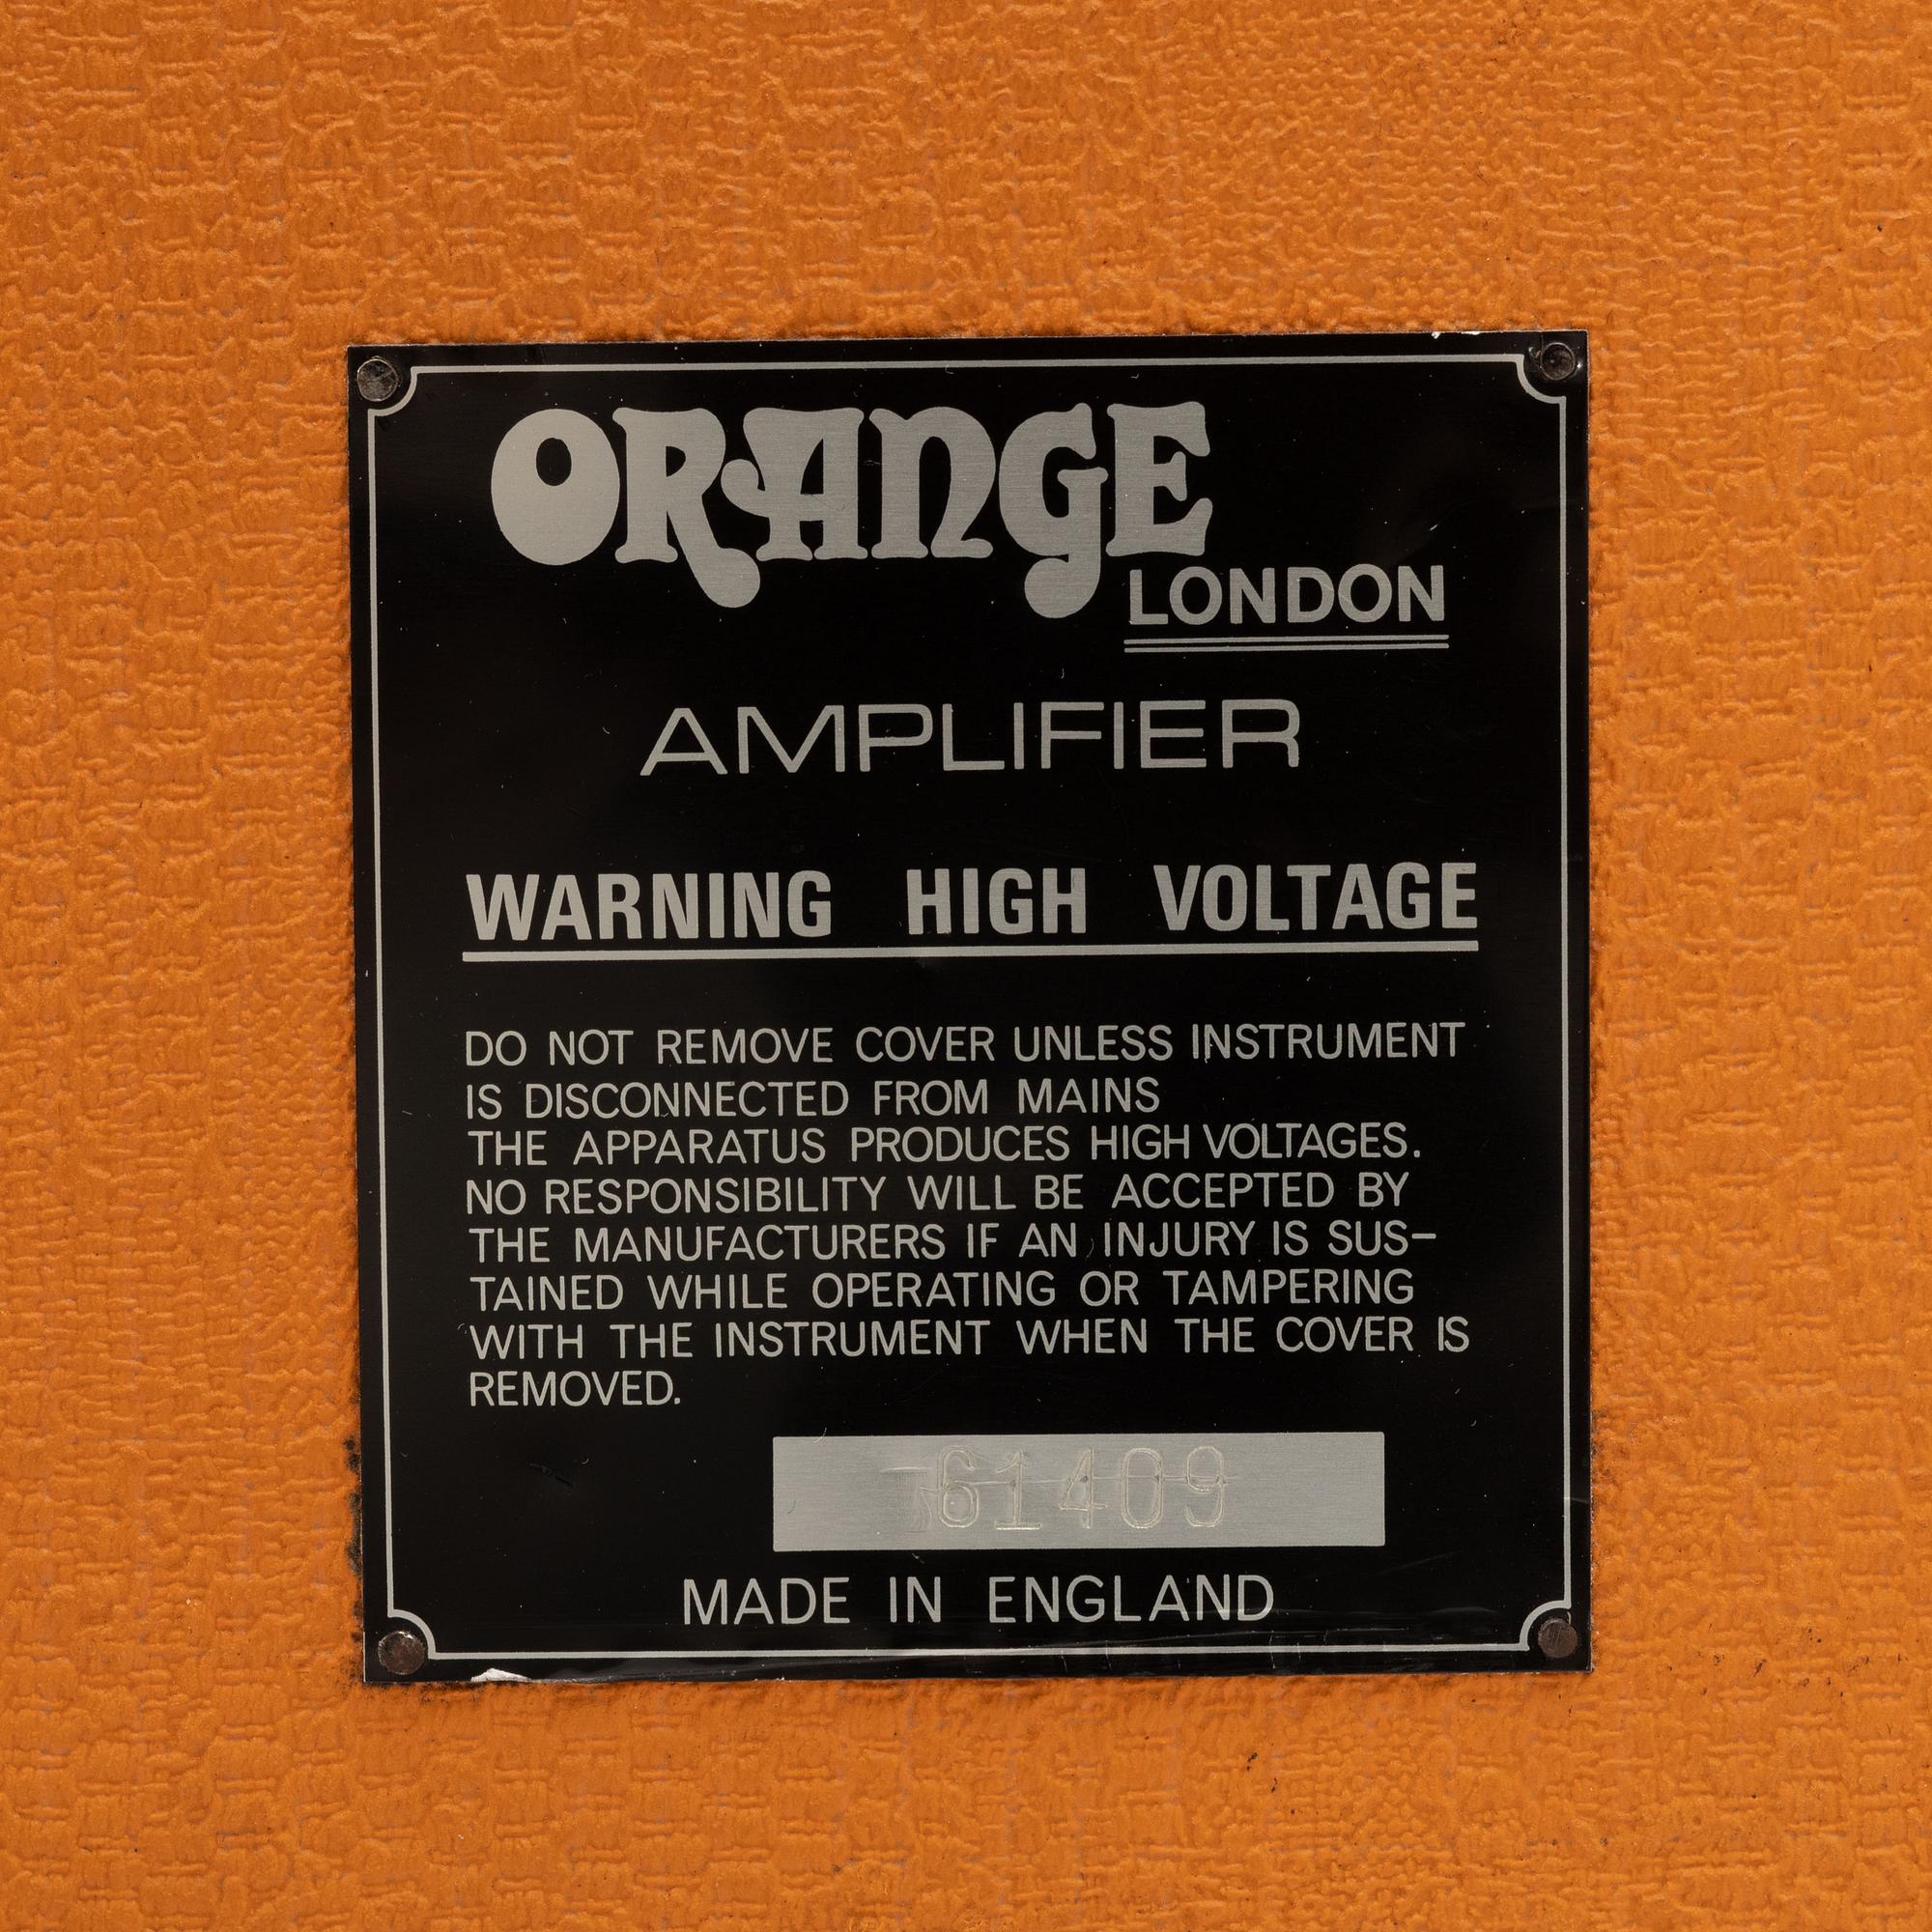 ORANGE
LONDON
AMPLIFIER
WARNING HIGH VOLTAGE
DO NOT REMOVE COVER UNLESS INSTRUMENT
IS DISCONNECTED FROM MAINS
THE APPARATUS PRODUCES HIGH VOLTAGES.
NO RESPONSIBILITY WILL BE ACCEPTED BY
THE MANUFACTURERS IF AN INJURY IS SUS-
TAINED WHILE OPERATING OR TAMPERING
WITH THE INSTRUMENT WHEN THE COVER IS
REMOVED.
61409
MADE IN ENGLAND